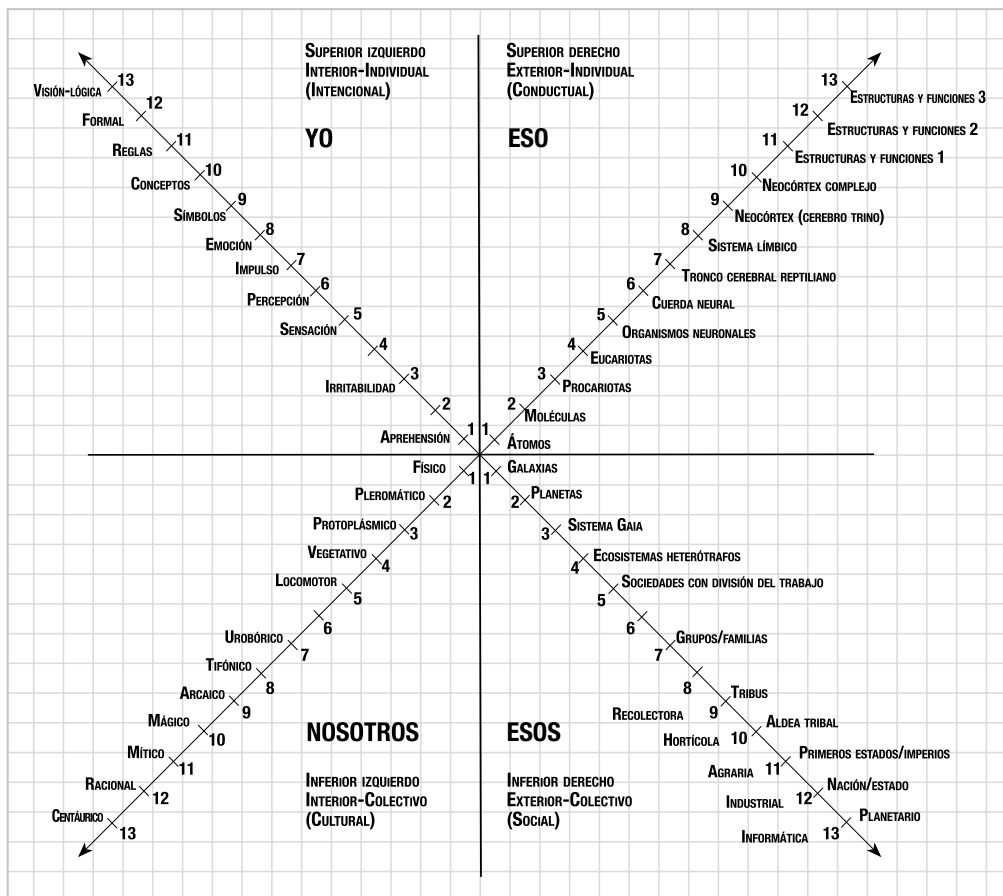 SUPERIOR IZQUIERDO
INTERIOR-INDIVIDUAL
(INTENCIONAL)
YO
13
VISIÓN-LÓGICA
12
FORMAL
11
REGLAS
10
CONCEPTOS
9
SÍMBOLOS
8
EMOCIÓN
7
IMPULSO
6
PERCEPCIÓN
5
SENSACIÓN
4
3
IRRITABILIDAD
2
1
APREHENSIÓN
SUPERIOR DERECHO
EXTERIOR-INDIVIDUAL
(CONDUCTUAL)
ESO
13
ESTRUCTURAS Y FUNCIONES 3
12
ESTRUCTURAS Y FUNCIONES 2
11
ESTRUCTURAS Y FUNCIONES 1
10
NEOCÓRTEX COMPLEJO
9
NEOCÓRTEX (CEREBRO TRINO)
8
SISTEMA LÍMBICO
7
TRONCO CEREBRAL REPTILIANO
6
CUERDA NEURAL
5
ORGANISMOS NEURONALES
4
EUCARIOTAS
3
PROCARIOTAS
2
MOLÉCULAS
1
ÁTOMOS
FÍSICO
1
PLEROMÁTICO
2
PROTOPLÁSMICO
3
VEGETATIVO
4
LOCOMOTOR
5
6
UROBÓRICO
7
TIFÓNICO
8
ARCAICO
9
MÁGICO
10
MÍTICO
11
RACIONAL
12
CENTÁURICO
13
NOSOTROS
INFERIOR IZQUIERDO
INTERIOR-COLECTIVO
(CULTURAL)
GALAXIAS
1
PLANETAS
2
SISTEMA GAIA
3
ECOSISTEMAS HETERÓTRAFOS
4
SOCIEDADES CON DIVISIÓN DEL TRABAJO
5
6
GRUPOS/FAMILIAS
7
8
TRIBUS
RECOLECTORA
9
ALDEA TRIBAL
HORTÍCOLA
10
PRIMEROS ESTADOS/IMPERIOS
AGRARIA
11
NACIÓN/ESTADO
INDUSTRIAL
12
PLANETARIO
INFORMÁTICA
13
ESOS
INFERIOR DERECHO
EXTERIOR-COLECTIVO
(SOCIAL)